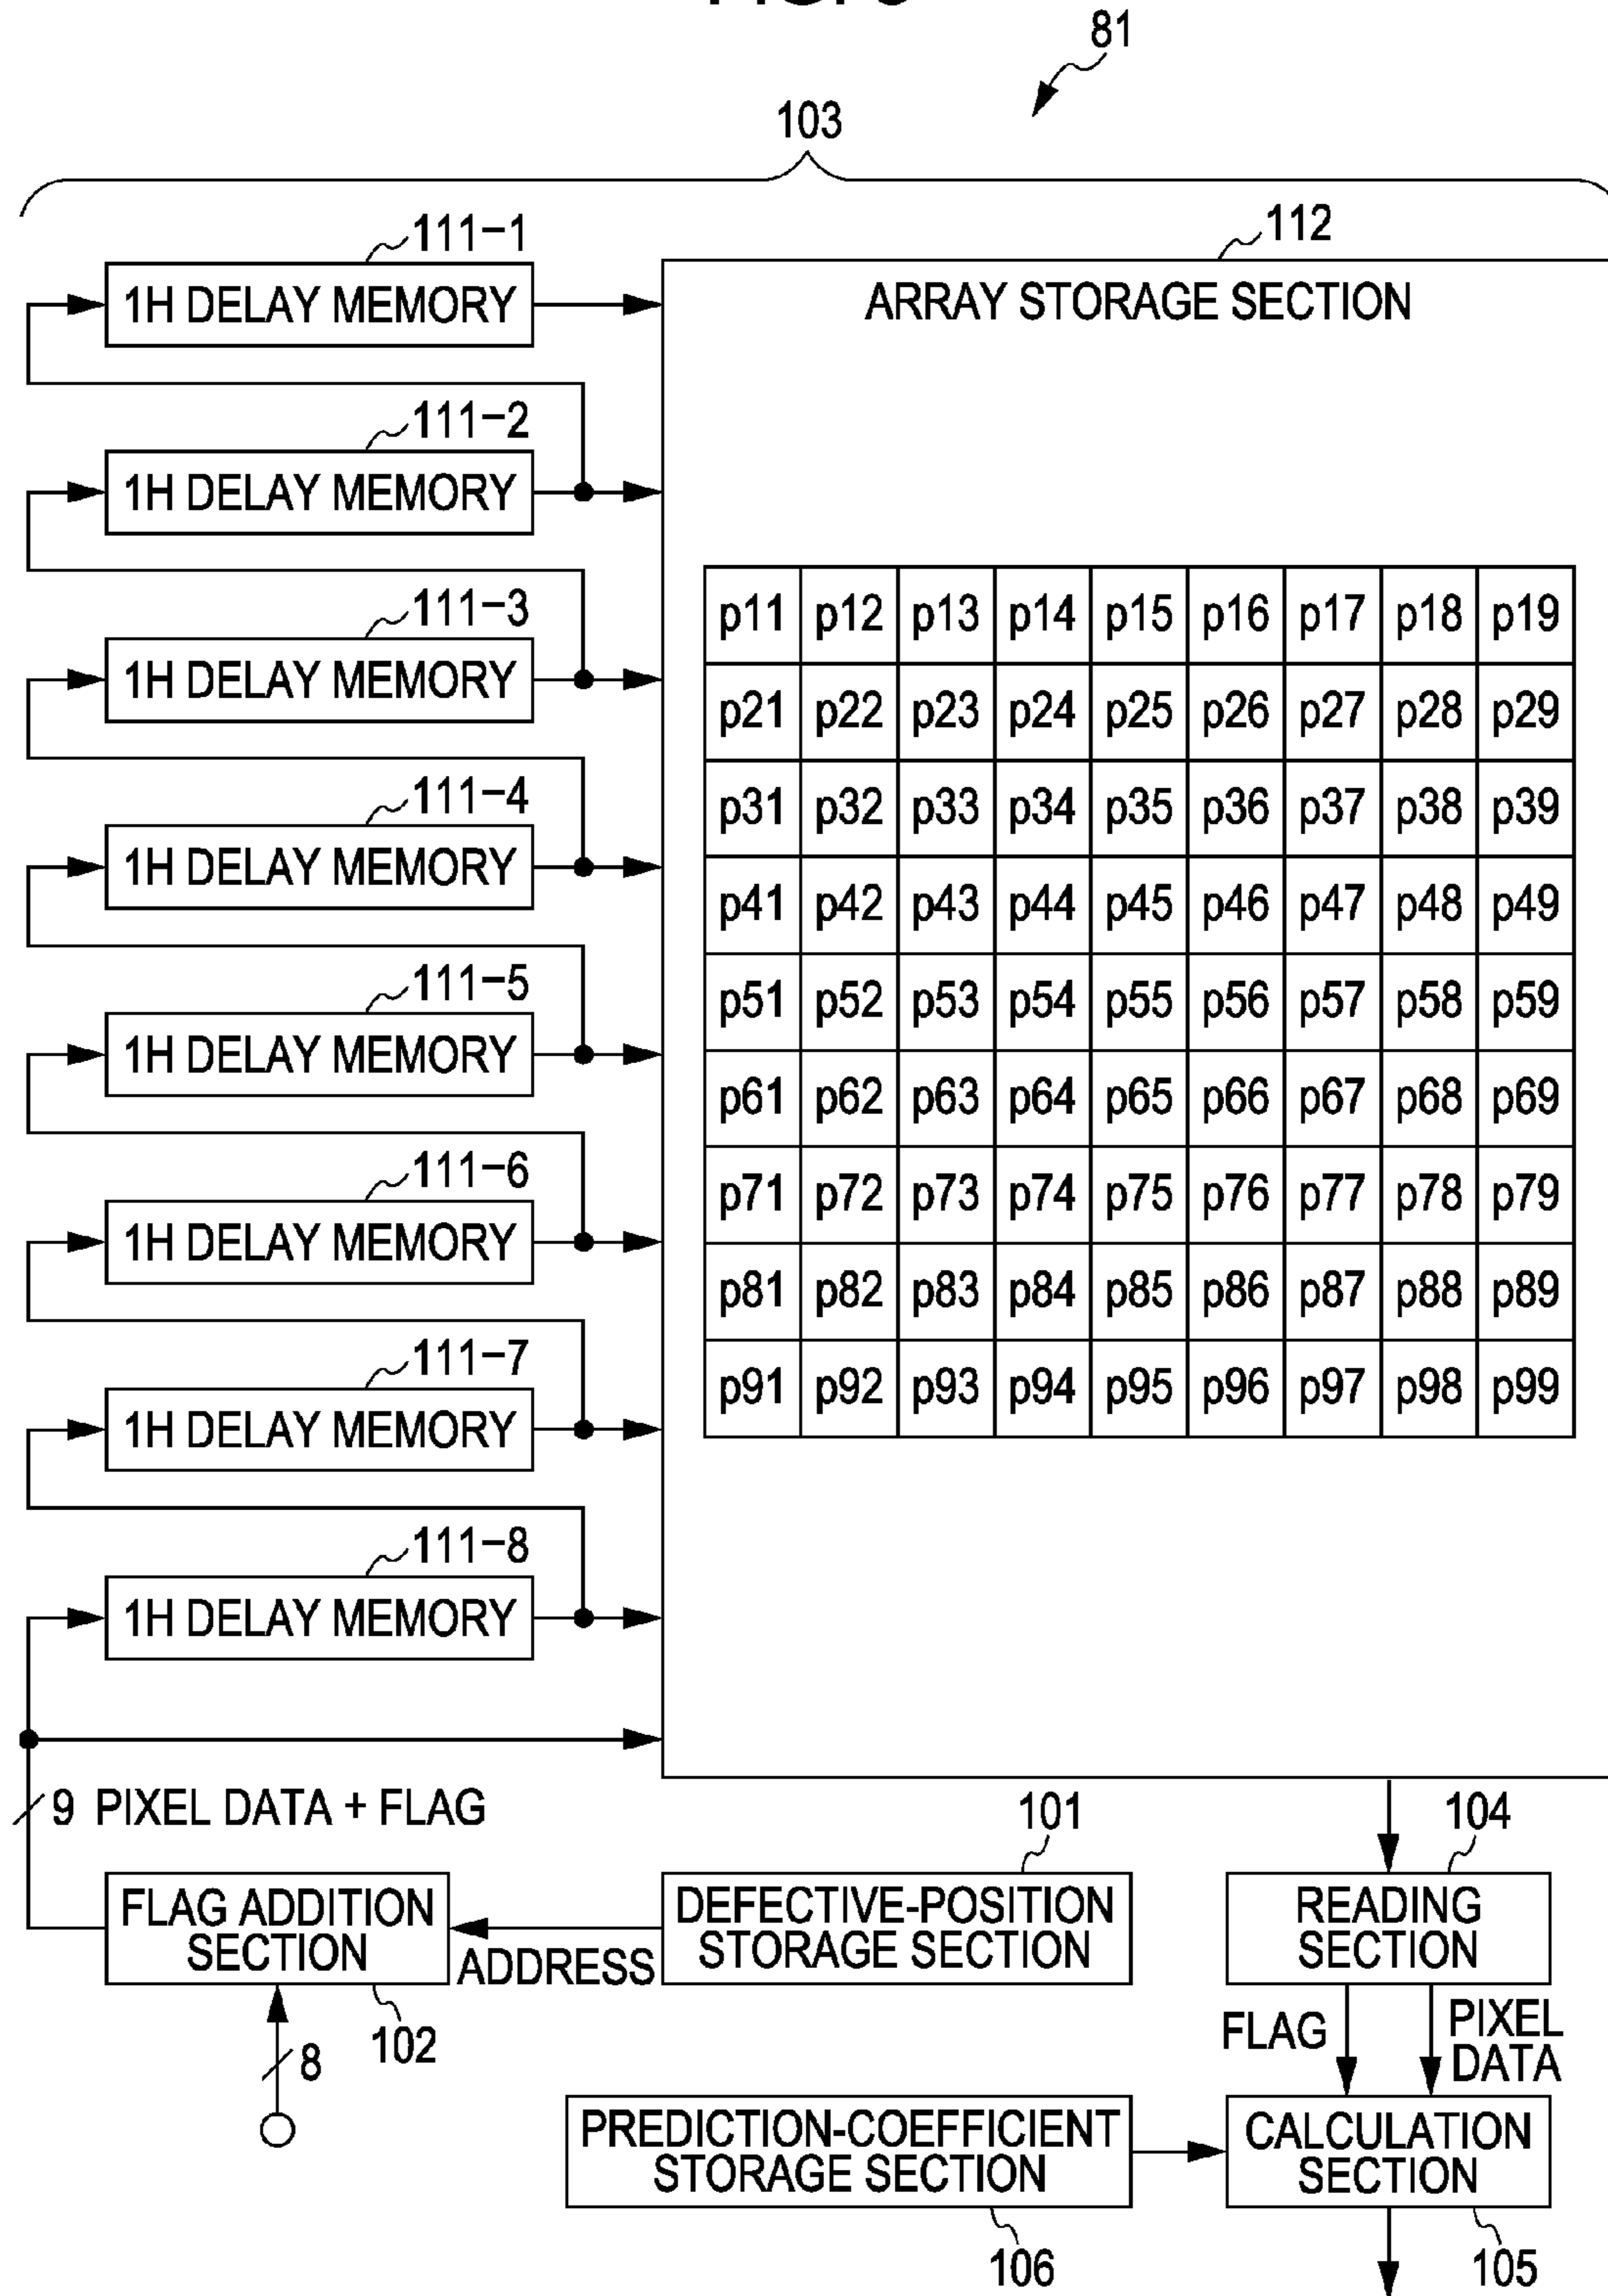 81
103
111-1
1H DELAY MEMORY
112
ARRAY STORAGE SECTION
111-2
1H DELAY MEMORY
111-3
1H DELAY MEMORY
111-4
1H DELAY MEMORY
111-5
1H DELAY MEMORY
111-6
1H DELAY MEMORY
111-7
1H DELAY MEMORY
111-8
1H DELAY MEMORY
p11 p12 p13 p14 p15 p16 p17 p18 p19
p21 p22 p23 p24 p25 p26 p27 p28 p29
p31 p32 p33 p34 p35 p36 p37 p38 p39
p41 p42 p43 p44 p45 p46 p47 p48 p49
p51 p52 p53 p54 p55 p56 p57 p58 p59
p61 p62 p63 p64 p65 p66 p67 p68 p69
p71 p72 p73 p74 p75 p76 p77 p78 p79
p81 p82 p83 p84 p85 p86 p87 p88 p89
p91 p92 p93 p94 p95 p96 p97 p98 p99
9 PIXEL DATA + FLAG
101
104
FLAG ADDITION
SECTION
ADDRESS
DEFECTIVE-POSITION
STORAGE SECTION
READING
SECTION
102
8
FLAG
PIXEL
DATA
PREDICTION-COEFFICIENT
STORAGE SECTION
CALCULATION
SECTION
106
105